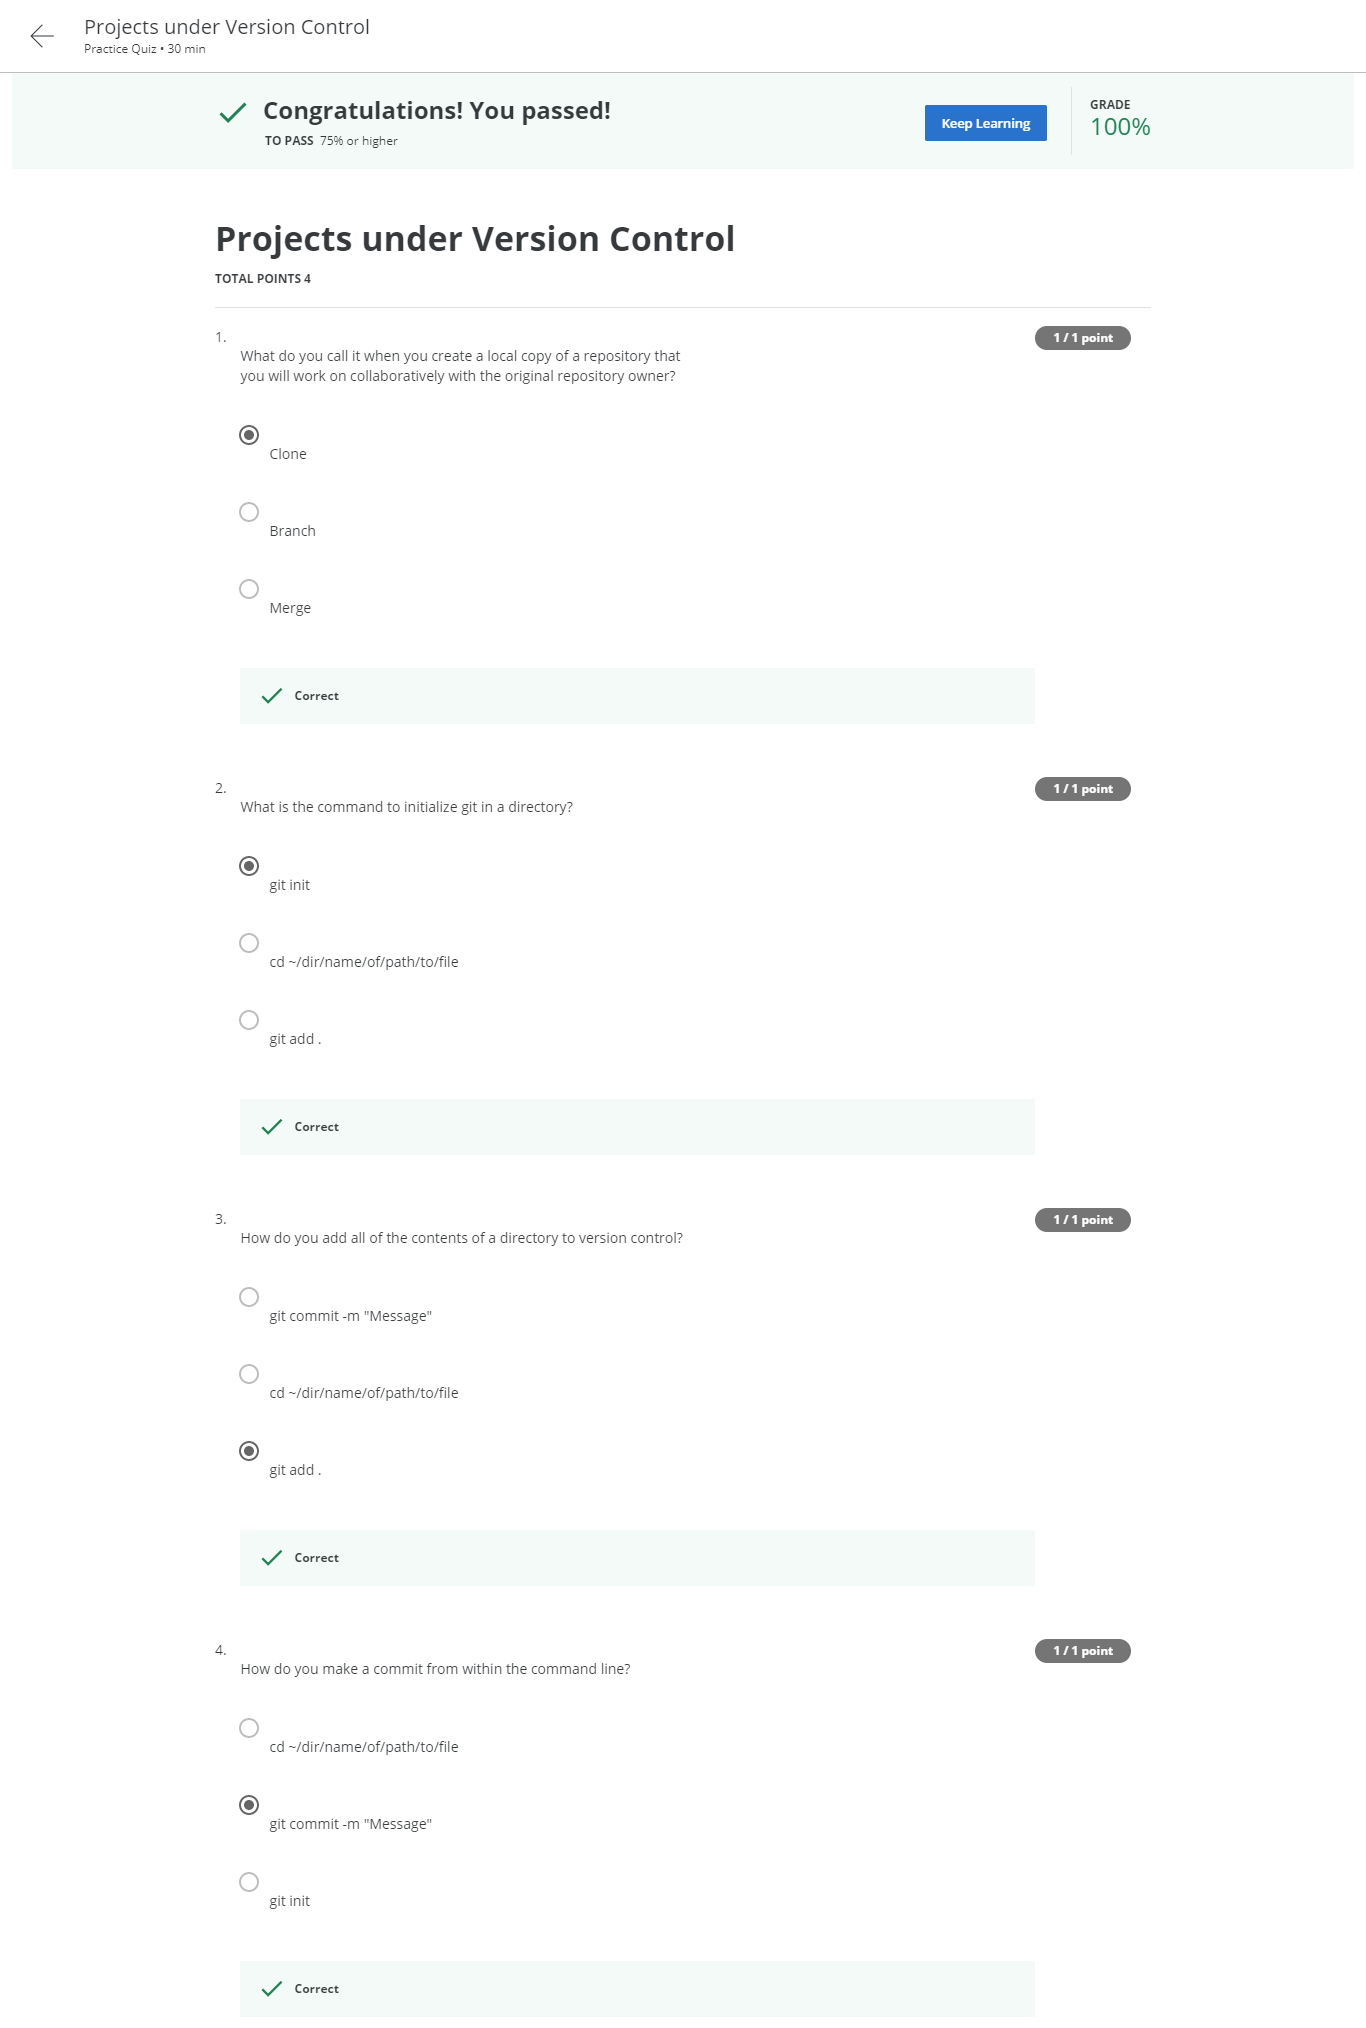 Projects under Version Control
Practice Quiz • 30 min
Congratulations! You passed!
TO PASS 75% or higher
Keep Learning
GRADE
100%
Projects under Version Control
TOTAL POINTS 4
1.
1 / 1 point
What do you call it when you create a local copy of a repository that
you will work on collaboratively with the original repository owner?
Clone
Branch
Merge
Correct
2.
1 / 1 point
What is the command to initialize git in a directory?
git init
cd ~/dir/name/of/path/to/file
git add .
Correct
3.
1 / 1 point
How do you add all of the contents of a directory to version control?
git commit -m "Message"
cd ~/dir/name/of/path/to/file
git add .
Correct
4.
1 / 1 point
How do you make a commit from within the command line?
cd ~/dir/name/of/path/to/file
git commit -m "Message"
git init
Correct